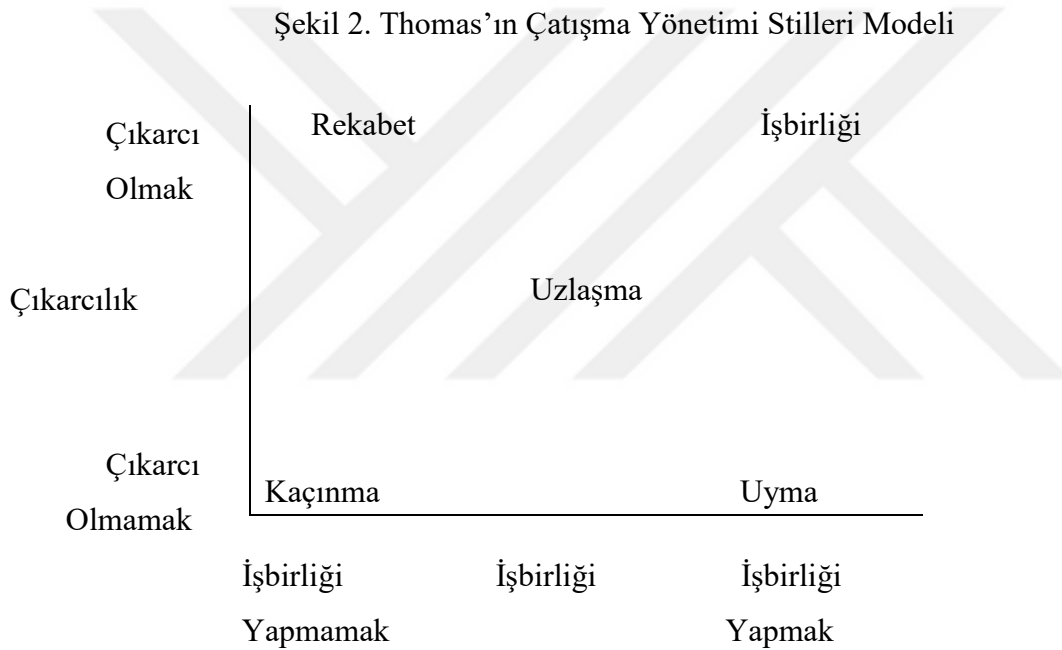 Şekil 2. Thomas’ın Çatışma Yönetimi Stilleri Modeli
Çıkarcı
Olmak
Rekabet
İşbirliği
Çıkarcılık
Uzlaşma
Çıkarcı
Olmamak
Kaçınma
Uyma
İşbirliği
Yapmamak
İşbirliği
İşbirliği
Yapmak